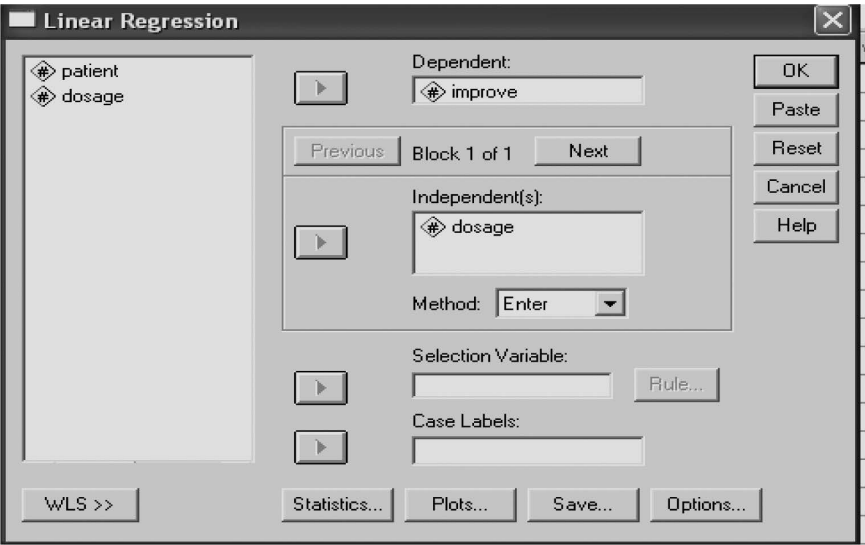 Linear Regression
patient
dosage
Dependent:
improve
Previous
Block 1 of 1
Next
Independent(s):
dosage
Method:
Enter
Selection Variable:
Rule...
Case Labels:
WLS >>
Statistics...
Plots...
Save...
Options...
OK
Paste
Reset
Cancel
Help